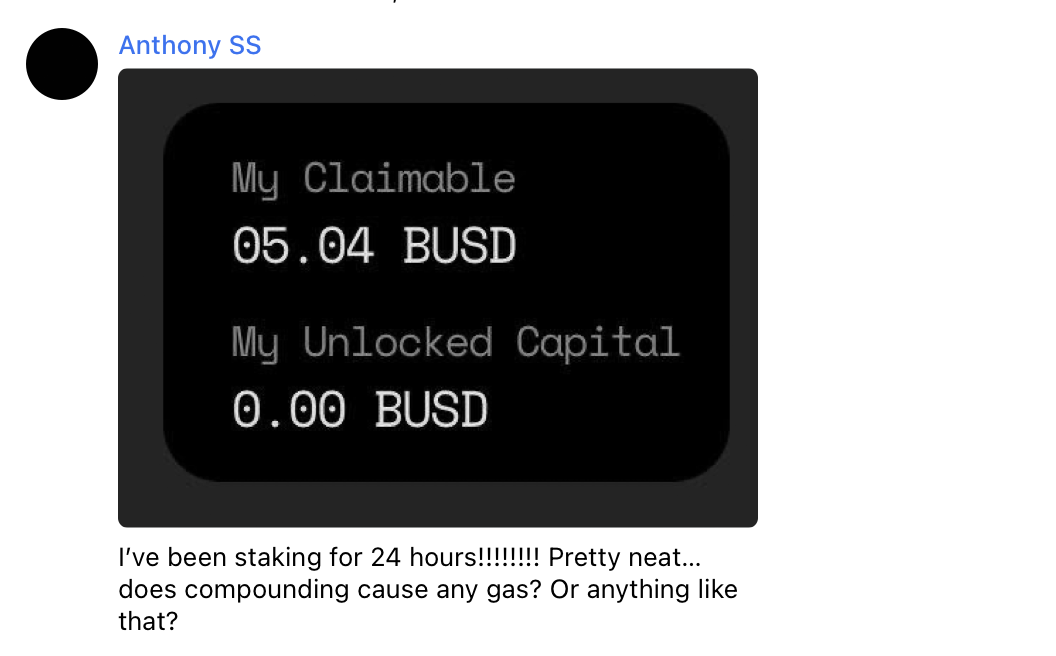 Anthony SS
My Claimable
05.04 BUSD
My Unlocked Capital
0.00 BUSD
I’ve been staking for 24 hours!!!!!!!! Pretty neat...
does compounding cause any gas? Or anything like
that?